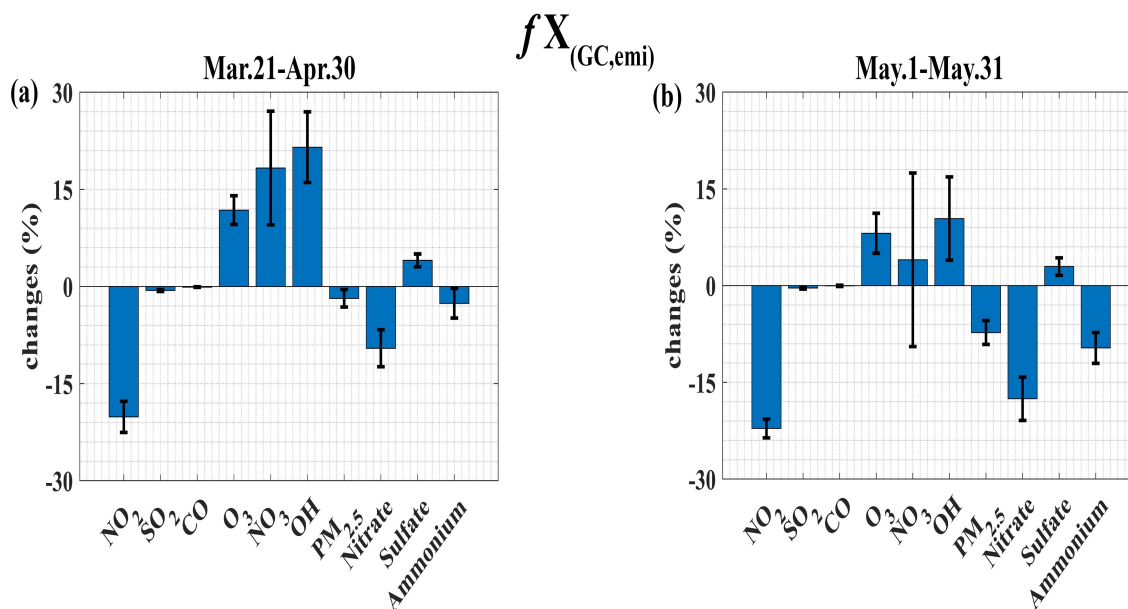 fX(GC,emi)
Mar.21-Apr.30
(a)
changes (%)
30
15
0
-15
-30
NO2
SO2
CO
O3
NO3
OH
PM2.5
Nitrate
Sulfate
Ammonium
May.1-May.31
(b)
changes (%)
30
15
0
-15
-30
NO2
SO2
CO
O3
NO3
OH
PM2.5
Nitrate
Sulfate
Ammonium